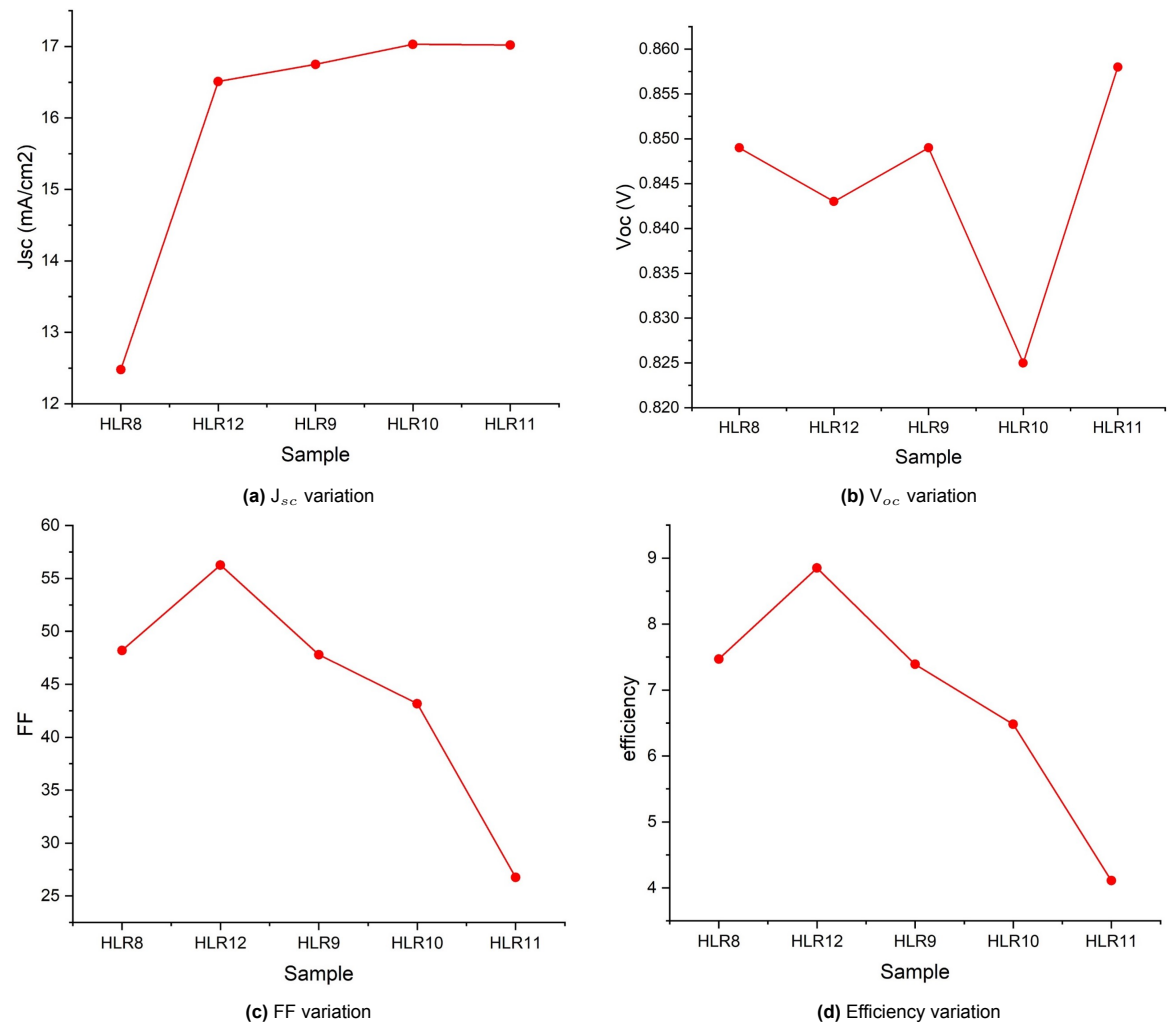 17
16
15
14
13
12
Jsc (mA/cm2)
HLR8 HLR12 HLR9 HLR10 HLR11
Sample
(a) J_sc variation
0.860
0.855
0.850
0.845
0.840
0.835
0.830
0.825
0.820
Voc (V)
HLR8 HLR12 HLR9 HLR10 HLR11
Sample
(b) V_oc variation
60
55
50
45
40
35
30
25
FF
HLR8 HLR12 HLR9 HLR10 HLR11
Sample
(c) FF variation
9
8
7
6
5
4
efficiency
HLR8 HLR12 HLR9 HLR10 HLR11
Sample
(d) Efficiency variation